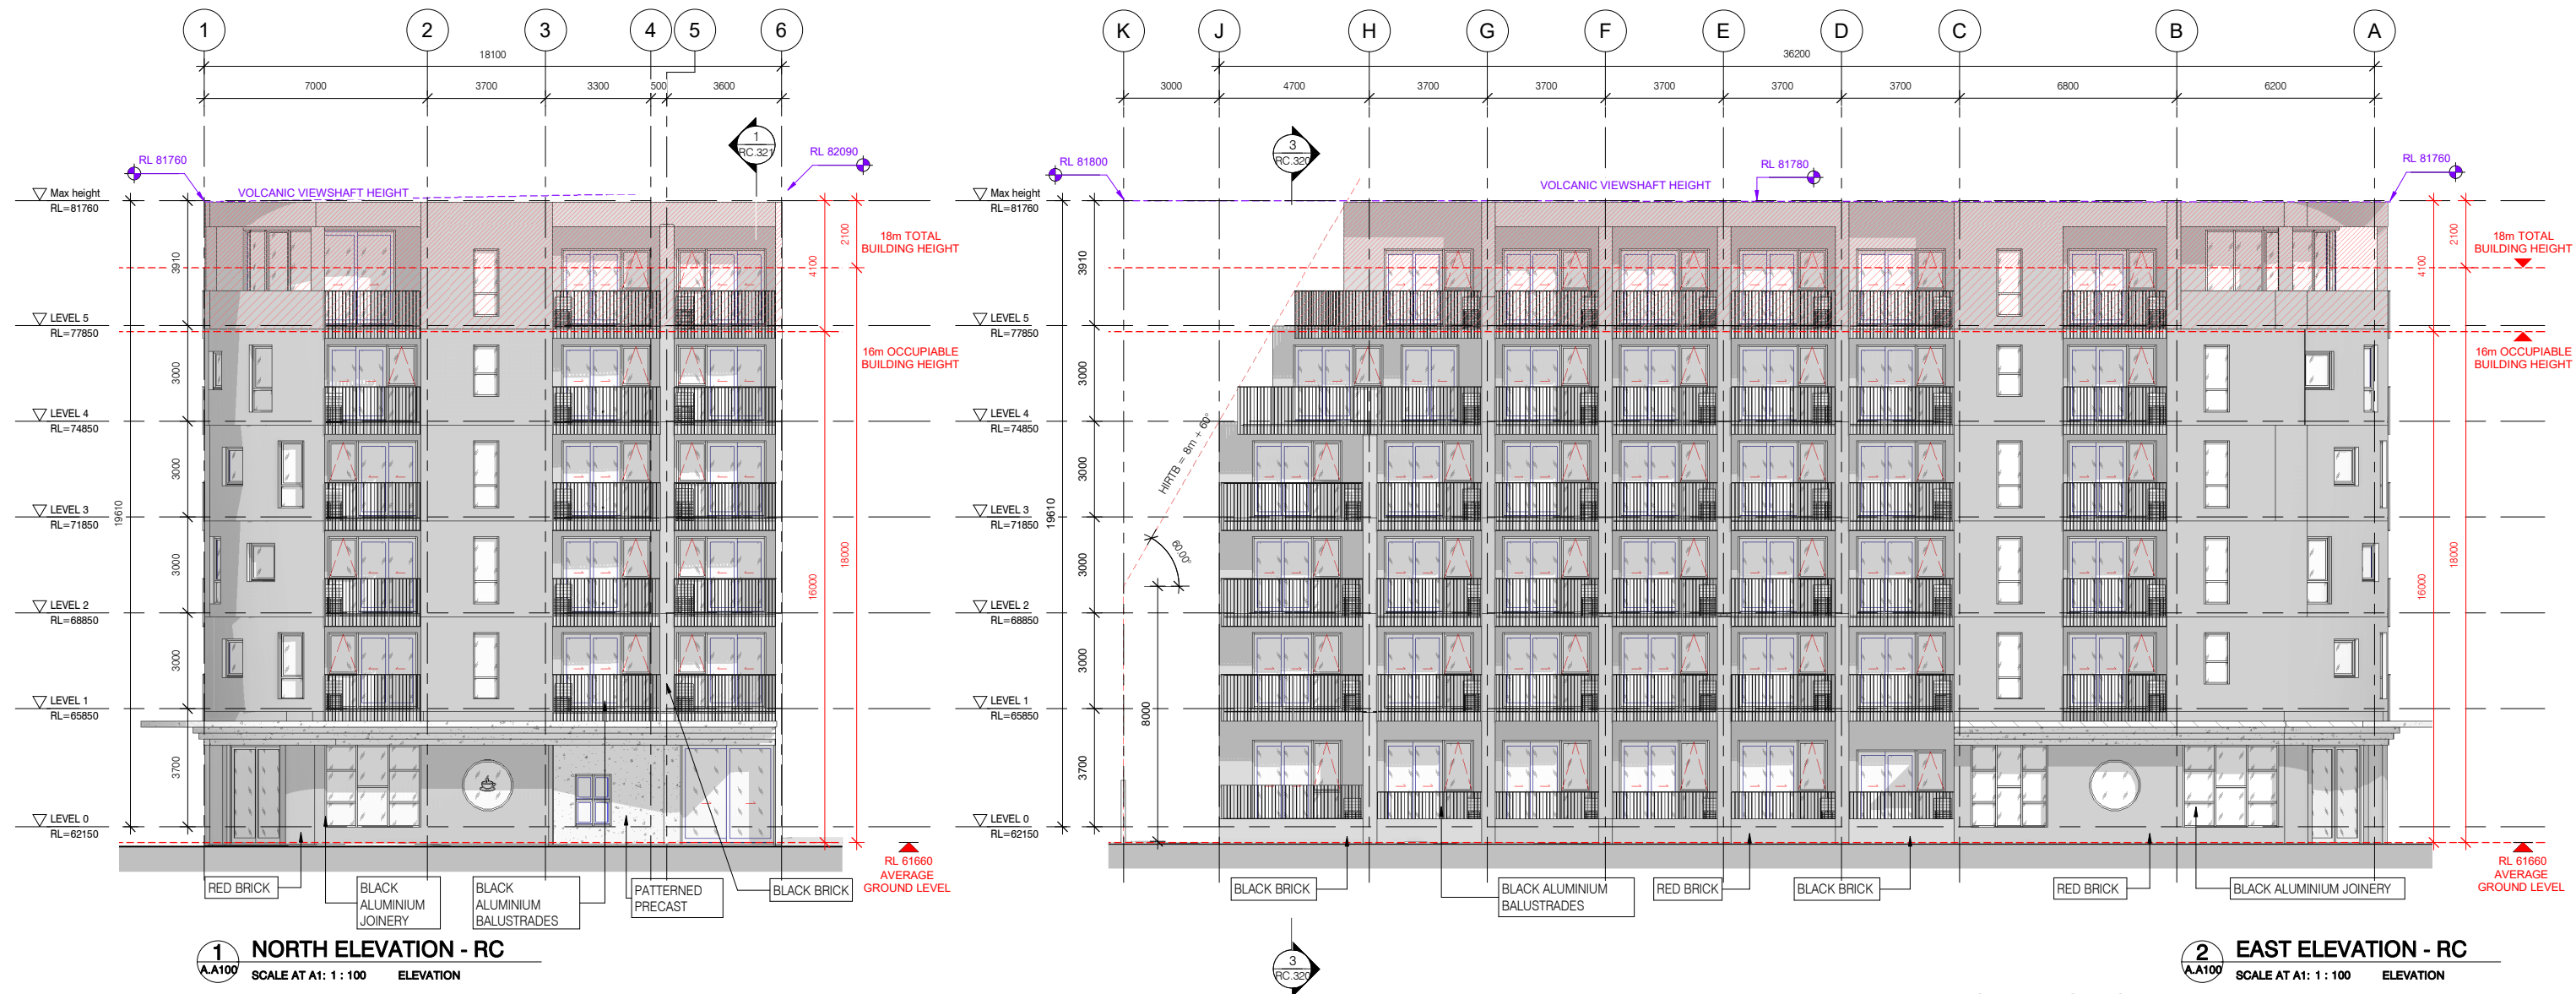 1 2 3 4 5 6
18100
7000 3700 3300 500 3600
1
RC.321
RL 81760
RL 82090
VOLCANIC VIEWSHAFT HEIGHT
Max height
RL=81760
LEVEL 5
RL=77850
LEVEL 4
RL=74850
LEVEL 3
RL=71850
LEVEL 2
RL=68850
LEVEL 1
RL=65850
LEVEL 0
RL=62150
19610
3910
3000
3000
3000
3000
3700
2100
4100
16000
18000
18m TOTAL
BUILDING HEIGHT
16m OCCUPIABLE
BUILDING HEIGHT
RL 61660
AVERAGE
GROUND LEVEL
RED BRICK
BLACK
ALUMINIUM
JOINERY
BLACK
ALUMINIUM
BALUSTRADES
PATTERNED
PRECAST
BLACK BRICK
1
A.A100
NORTH ELEVATION - RC
SCALE AT A1: 1 : 100 ELEVATION
K J H G F E D C B A
36200
3000 4700 3700 3700 3700 3700 3700 6800 6200
3
RC.320
RL 81800
RL 81780
RL 81760
VOLCANIC VIEWSHAFT HEIGHT
Max height
RL=81760
LEVEL 5
RL=77850
LEVEL 4
RL=74850
LEVEL 3
RL=71850
LEVEL 2
RL=68850
LEVEL 1
RL=65850
LEVEL 0
RL=62150
19610
3910
3000
3000
3000
3000
3700
HIRTB = 8m + 60°
60.00°
8000
2100
4100
16000
18000
18m TOTAL
BUILDING HEIGHT
16m OCCUPIABLE
BUILDING HEIGHT
RL 61660
AVERAGE
GROUND LEVEL
BLACK BRICK
BLACK ALUMINIUM
BALUSTRADES
RED BRICK
BLACK BRICK
RED BRICK
BLACK ALUMINIUM JOINERY
3
RC.320
2
A.A100
EAST ELEVATION - RC
SCALE AT A1: 1 : 100 ELEVATION